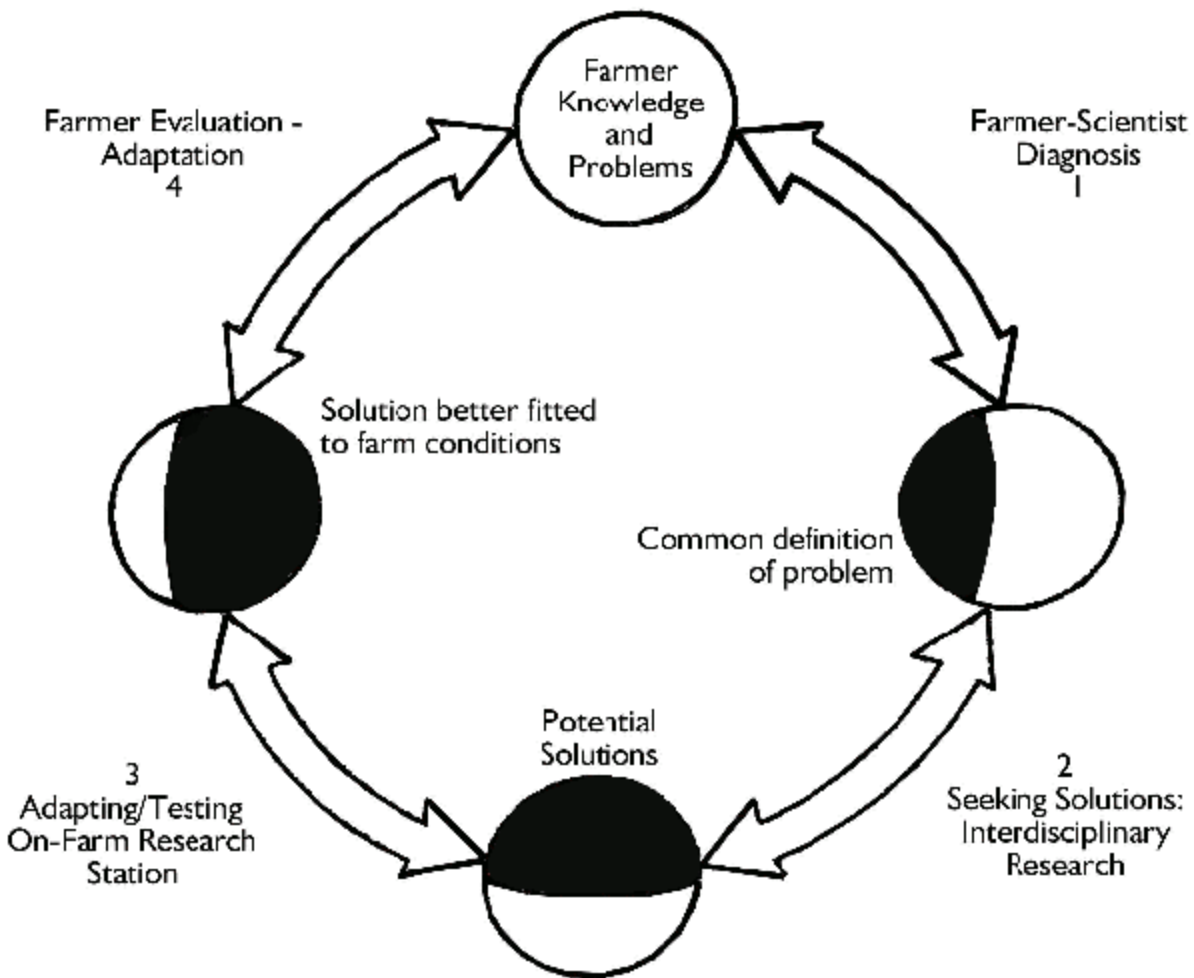 Farmer
Knowledge
and
Problems
Farmer-Scientist
Diagnosis
1
Common definition
of problem
2
Seeking Solutions:
Interdisciplinary
Research
Potential
Solutions
3
Adapting/Testing
On-Farm Research
Station
Solution better fitted
to farm conditions
Farmer Evaluation -
Adaptation
4